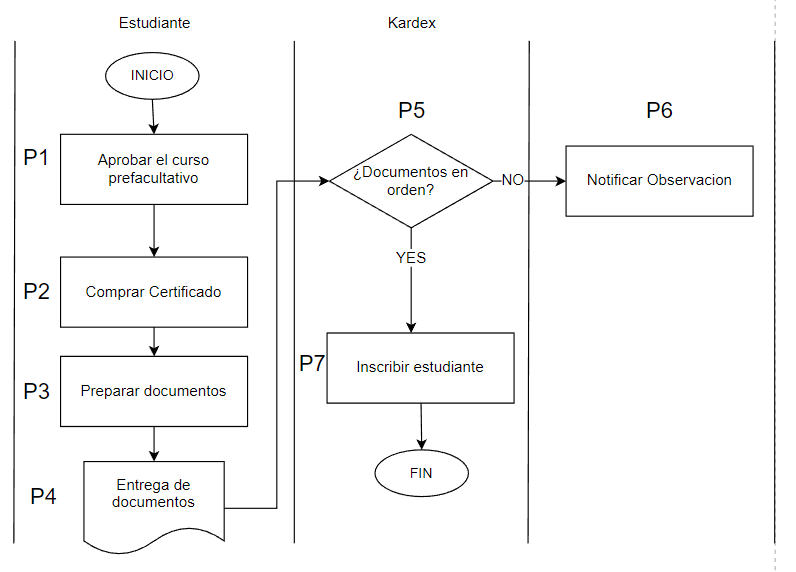 Estudiante
Kardex
INICIO
P1
Aprobar el curso
prefacultativo
P2
Comprar Certificado
P3
Preparar documentos
P4
Entrega de
documentos
P5
¿Documentos en
orden?
NO
YES
P6
Notificar Observacion
P7
Inscribir estudiante
FIN